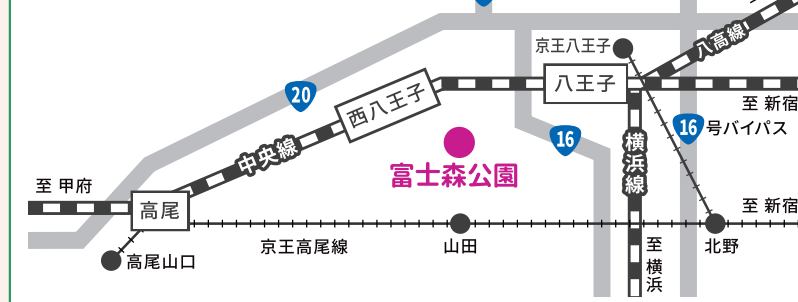 八高線
京王八王子
八王子
至 新宿
20
西八王子
16
16
号バイパス
中央線
横浜線
富士森公園
至 甲府
高尾
至 新宿
京王高尾線
山田
北野
高尾山口
至横浜